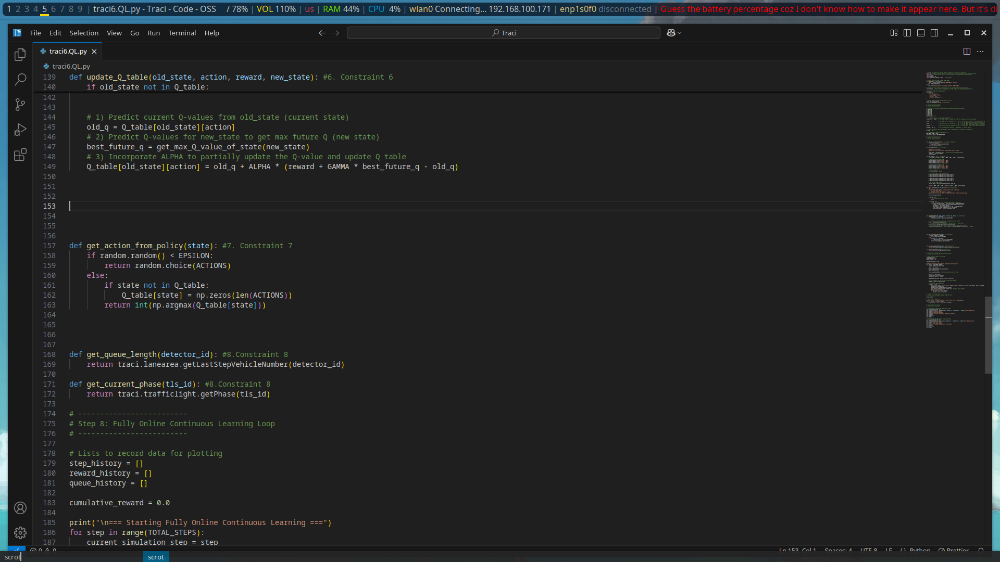 1 2 3 4 5 6 7 8 9 | traci6.QL.py - Traci - Code - OSS / 78% | VOL 110% | us | RAM 44% | CPU 4% | wlan0 Connecting... 192.168.100.171 | enp1s0f0 disconnected | Guess the battery percentage coz I don't know how to make it appear here. But it's
File Edit Selection View Go Run Terminal Help Traci
traci6.QL.py
traci6.QL.py
139 def update_Q_table(old_state, action, reward, new_state): #6. Constraint 6
140 if old_state not in Q_table:
142
143
144 # 1) Predict current Q-values from old_state (current state)
145 old_q = Q_table[old_state][action]
146 # 2) Predict Q-values for new_state to get max future Q (new state)
147 best_future_q = get_max_Q_value_of_state(new_state)
148 # 3) Incorporate ALPHA to partially update the Q-value and update Q table
149 Q_table[old_state][action] = old_q + ALPHA * (reward + GAMMA * best_future_q - old_q)
150
151
152
153
154
155
156
157 def get_action_from_policy(state): #7. Constraint 7
158 if random.random() < EPSILON:
159 return random.choice(ACTIONS)
160 else:
161 if state not in Q_table:
162 Q_table[state] = np.zeros(len(ACTIONS))
163 return int(np.argmax(Q_table[state]))
164
165
166
167
168 def get_queue_length(detector_id): #8.Constraint 8
169 return traci.lanearea.getLastStepVehicleNumber(detector_id)
170
171 def get_current_phase(tls_id): #8.Constraint 8
172 return traci.trafficlight.getPhase(tls_id)
173
174 # -------------------------
175 # Step 8: Fully Online Continuous Learning Loop
176 # -------------------------
177
178 # Lists to record data for plotting
179 step_history = []
180 reward_history = []
181 queue_history = []
182
183 cumulative_reward = 0.0
184
185 print("\n=== Starting Fully Online Continuous Learning ===")
186 for step in range(TOTAL_STEPS):
187 current_simulation_step = step
0 0 Ln 153, Col 1 Spaces: 4 UTF-8 LF { } Python Prettier
scrot scrot